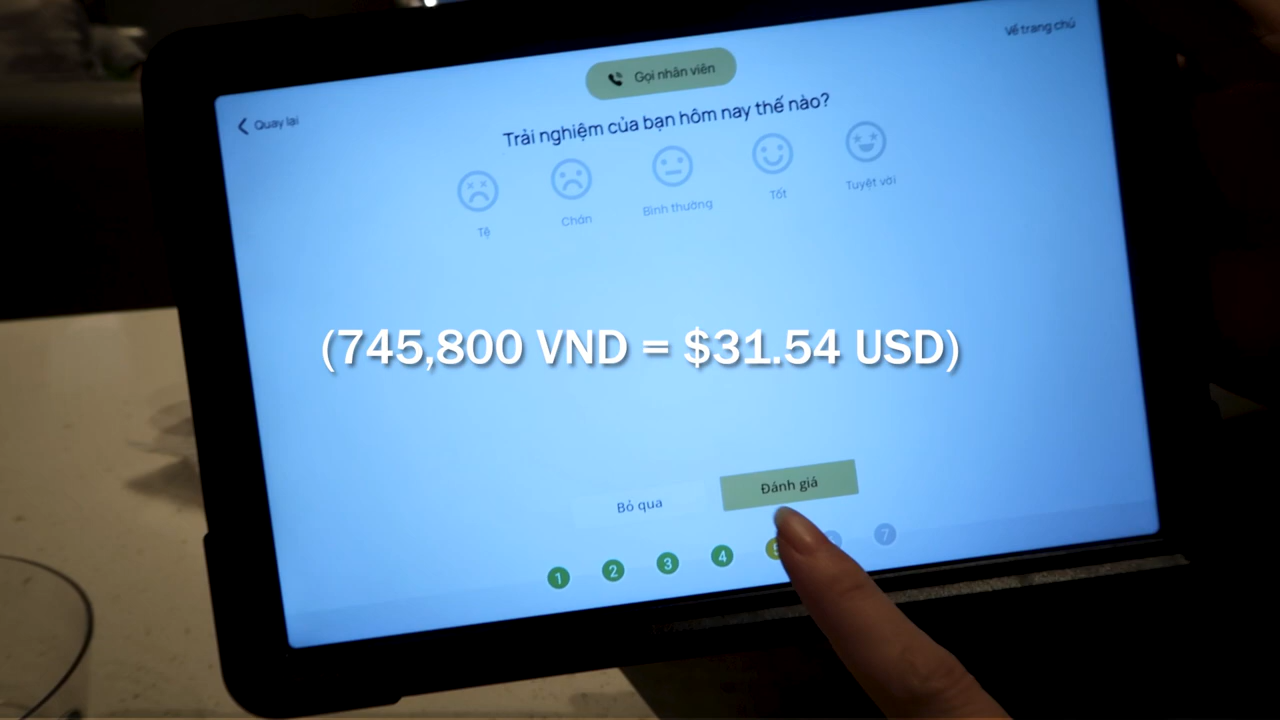 Về trang chủ
Gọi nhân viên
Quay lại
Trải nghiệm của bạn hôm nay thế nào?
Tệ
Chán
Bình thường
Tốt
Tuyệt vời
(745,800 VND = $31.54 USD)
Bỏ qua
Đánh giá
1 2 3 4 5 7